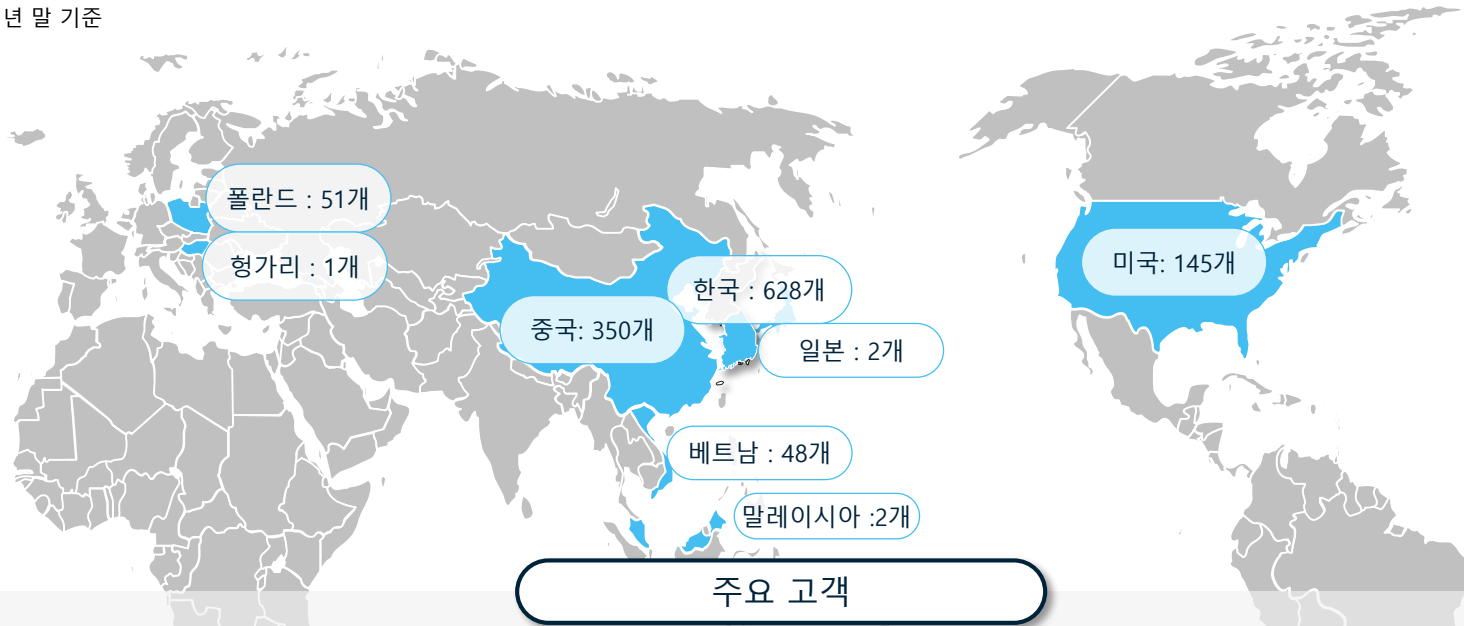 년 말 기준
폴란드 : 51개
헝가리 : 1개
미국: 145개
한국 : 628개
중국: 350개
일본 : 2개
베트남 : 48개
말레이시아 :2개
주요 고객